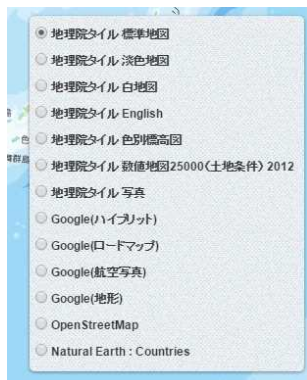 地理院タイル 標準地図
地理院タイル 淡色地図
地理院タイル 白地図
地理院タイル English
地理院タイル 色別標高図
地理院タイル 数値地図25000(土地条件) 2012
地理院タイル 写真
Google(ハイブリット)
Google(ロードマップ)
Google(航空写真)
Google(地形)
OpenStreetMap
Natural Earth : Countries